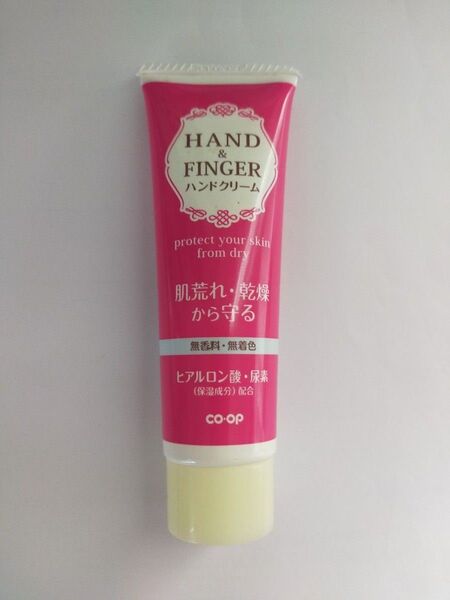 HAND
&
FINGER
ハンドクリーム
protect your skin
from dry
肌荒れ・乾燥
から守る
無香料・無着色
ヒアルロン酸・尿素
(保湿成分)配合
CO・OP